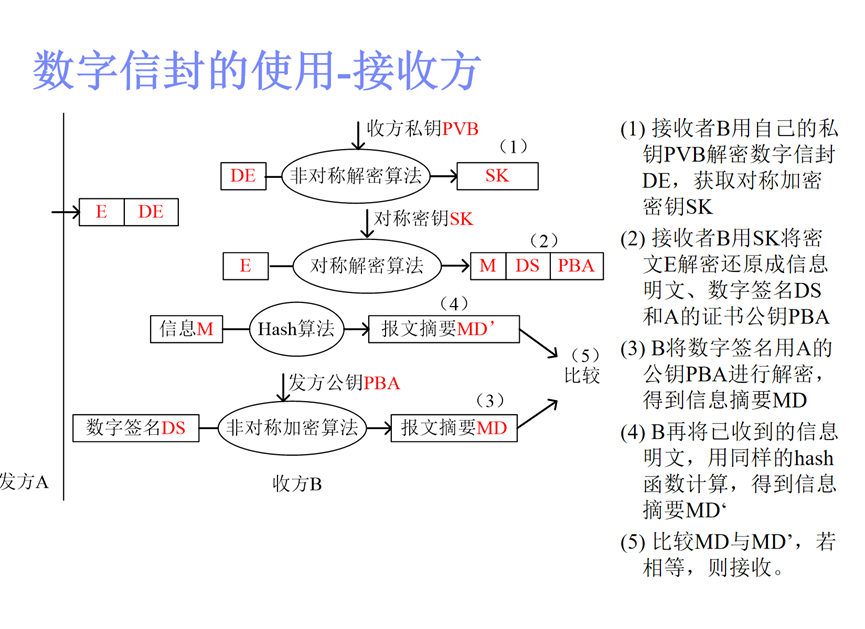 数字信封的使用-接收方
收方私钥PVB
（1）
DE
非对称解密算法
SK
E DE
对称密钥SK
（2）
E
对称解密算法
M DS PBA
（4）
信息M
Hash算法
报文摘要MD’
（5）
比较
发方公钥PBA
（3）
数字签名DS
非对称加密算法
报文摘要MD
发方A
收方B
(1) 接收者B用自己的私
钥PVB解密数字信封
DE，获取对称加密
密钥SK
(2) 接收者B用SK将密
文E解密还原成信息
明文、数字签名DS
和A的证书公钥PBA
(3) B将数字签名用A的
公钥PBA进行解密，
得到信息摘要MD
(4) B再将已收到的信息
明文，用同样的hash
函数计算，得到信息
摘要MD‘
(5) 比较MD与MD’，若
相等，则接收。